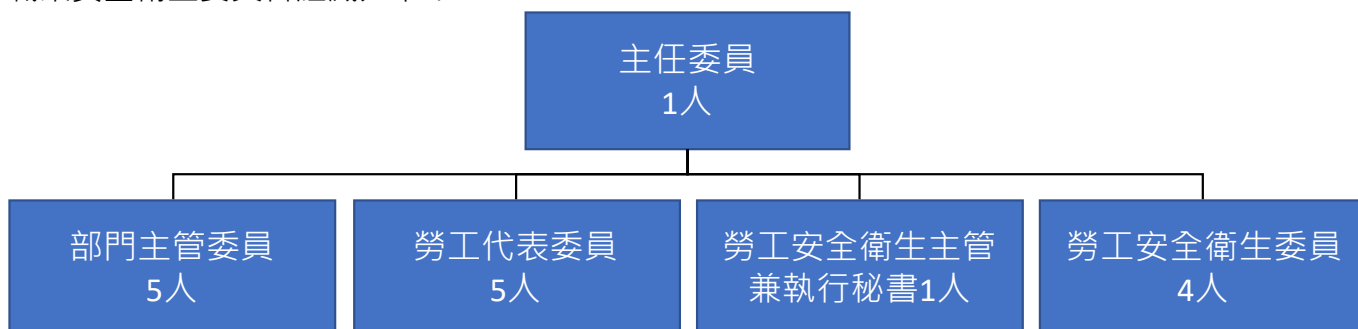 主任委員
1人
部門主管委員
5人
勞工代表委員
5人
勞工安全衛生主管
兼執行秘書1人
勞工安全衛生委員
4人